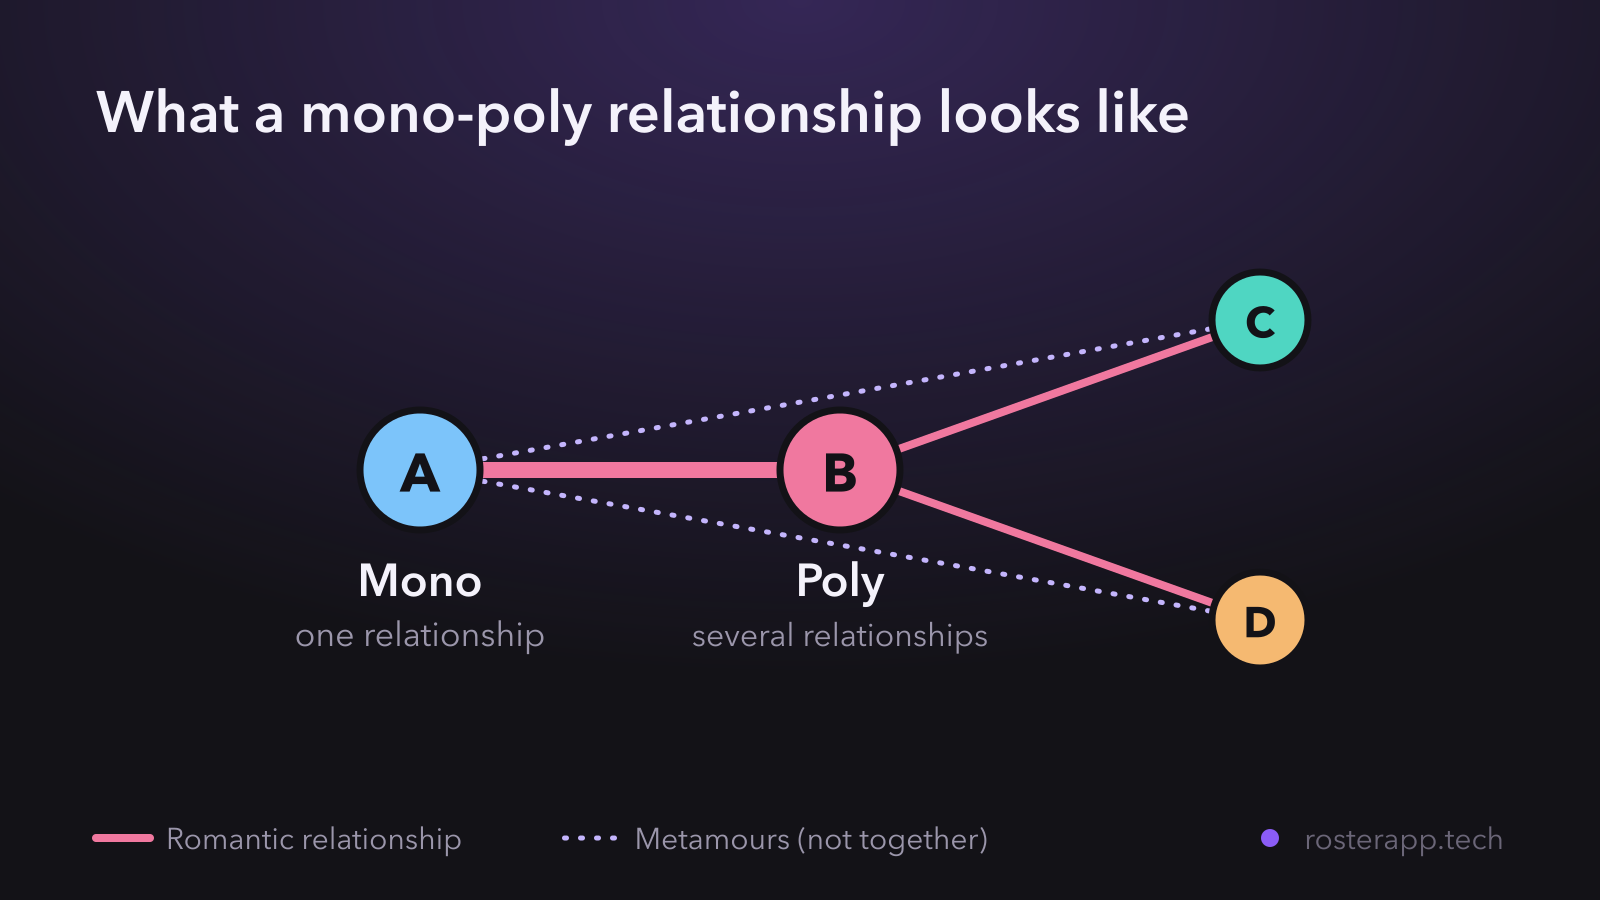 What a mono-poly relationship looks like
C
A
B
Mono
Poly
one relationship
several relationships
D
Romantic relationship
Metamours (not together)
rosterapp.tech